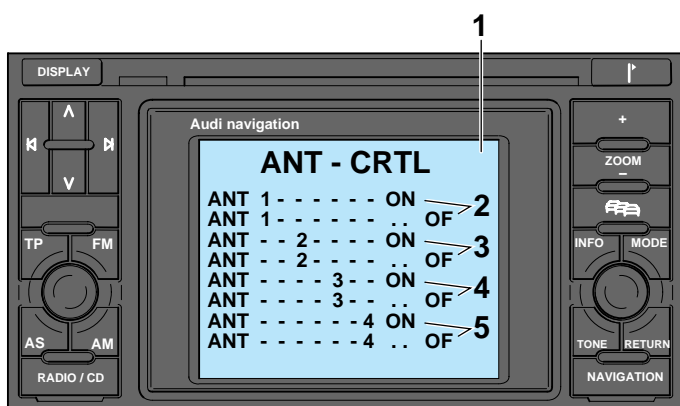 1
DISPLAY
Audi navigation
+
ZOOM
–
ANT - CRTL
ANT 1 - - - - - - ON
ANT 1 - - - - - - . . OF
2
ANT - - 2 - - - - ON
ANT - - 2 - - - - . . OF
3
ANT - - - - 3 - - ON
ANT - - - - 3 - - . . OF
4
ANT - - - - - - 4 ON
ANT - - - - - - 4 . . OF
5
TP FM
INFO MODE
AS AM
TONE RETURN
RADIO / CD
NAVIGATION